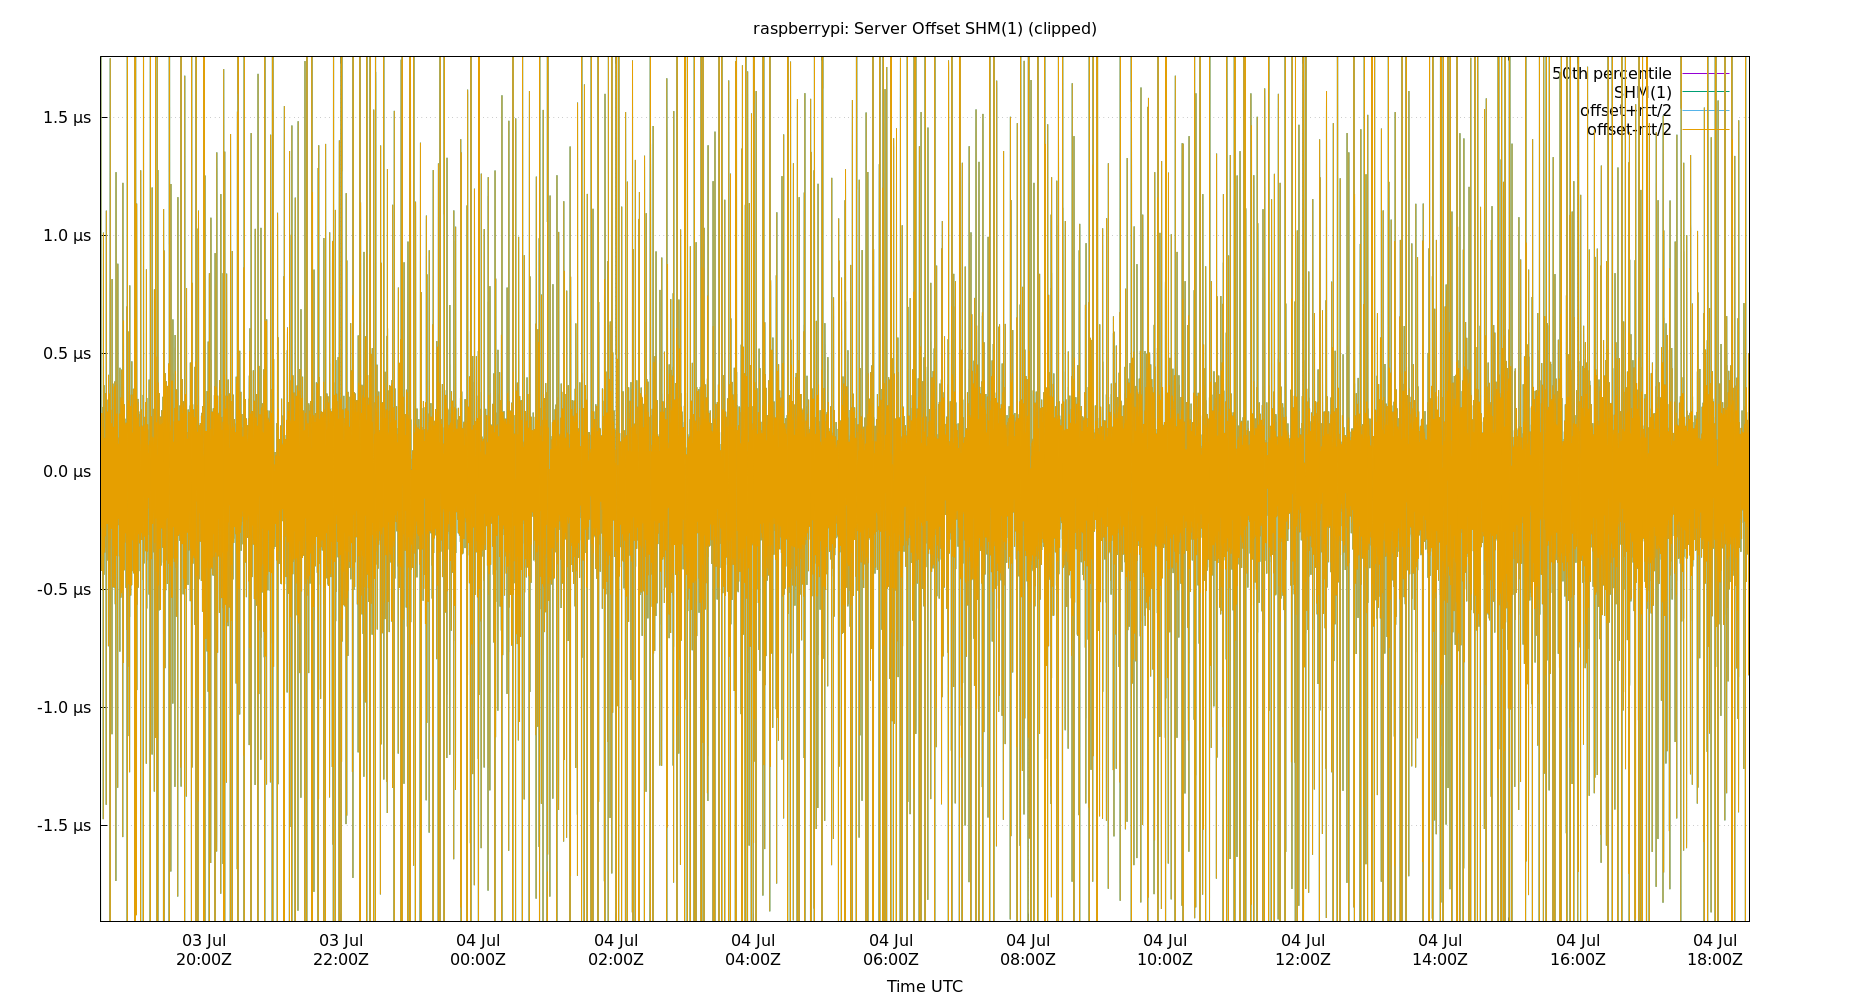 raspberrypi: Server Offset SHM(1) (clipped)
50th percentile
SHM(1)
offset+rtt/2
offset-rtt/2
1.5 µs
1.0 µs
0.5 µs
0.0 µs
-0.5 µs
-1.0 µs
-1.5 µs
03 Jul 03 Jul 04 Jul 04 Jul 04 Jul 04 Jul 04 Jul 04 Jul 04 Jul 04 Jul 04 Jul 04 Jul
20:00Z 22:00Z 00:00Z 02:00Z 04:00Z 06:00Z 08:00Z 10:00Z 12:00Z 14:00Z 16:00Z 18:00Z
Time UTC